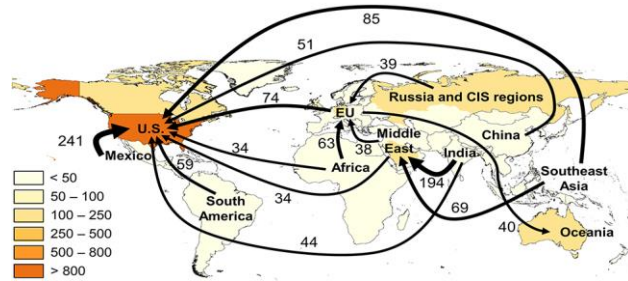 85
51
39
Russia and CIS regions
74
EU
U.S.
China
241
Mexico
63
38
Middle
East
India
34
59
Africa
194
Southeast
Asia
South
America
34
69
44
40
Oceania
< 50
50 – 100
100 – 250
250 – 500
500 – 800
> 800